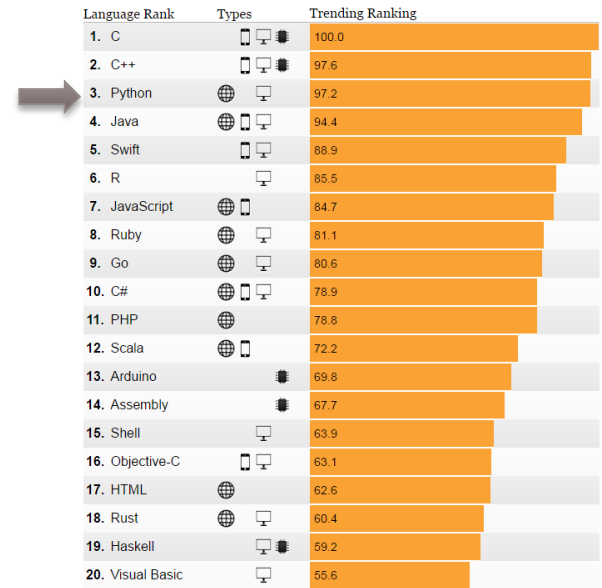 Language Rank Types Trending Ranking
1. C 100.0
2. C++ 97.6
3. Python 97.2
4. Java 94.4
5. Swift 88.9
6. R 85.5
7. JavaScript 84.7
8. Ruby 81.1
9. Go 80.6
10. C# 78.9
11. PHP 78.8
12. Scala 72.2
13. Arduino 69.8
14. Assembly 67.7
15. Shell 63.9
16. Objective-C 63.1
17. HTML 62.6
18. Rust 60.4
19. Haskell 59.2
20. Visual Basic 55.6